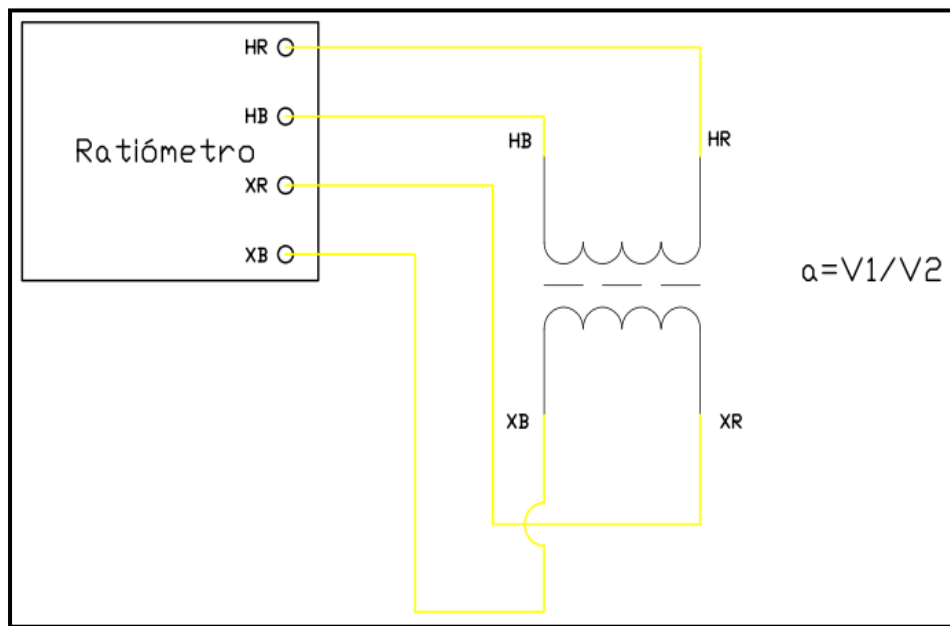 HR
HB
Ratiómetro
XR
XB
HB
HR
a=V1/V2
XB
XR